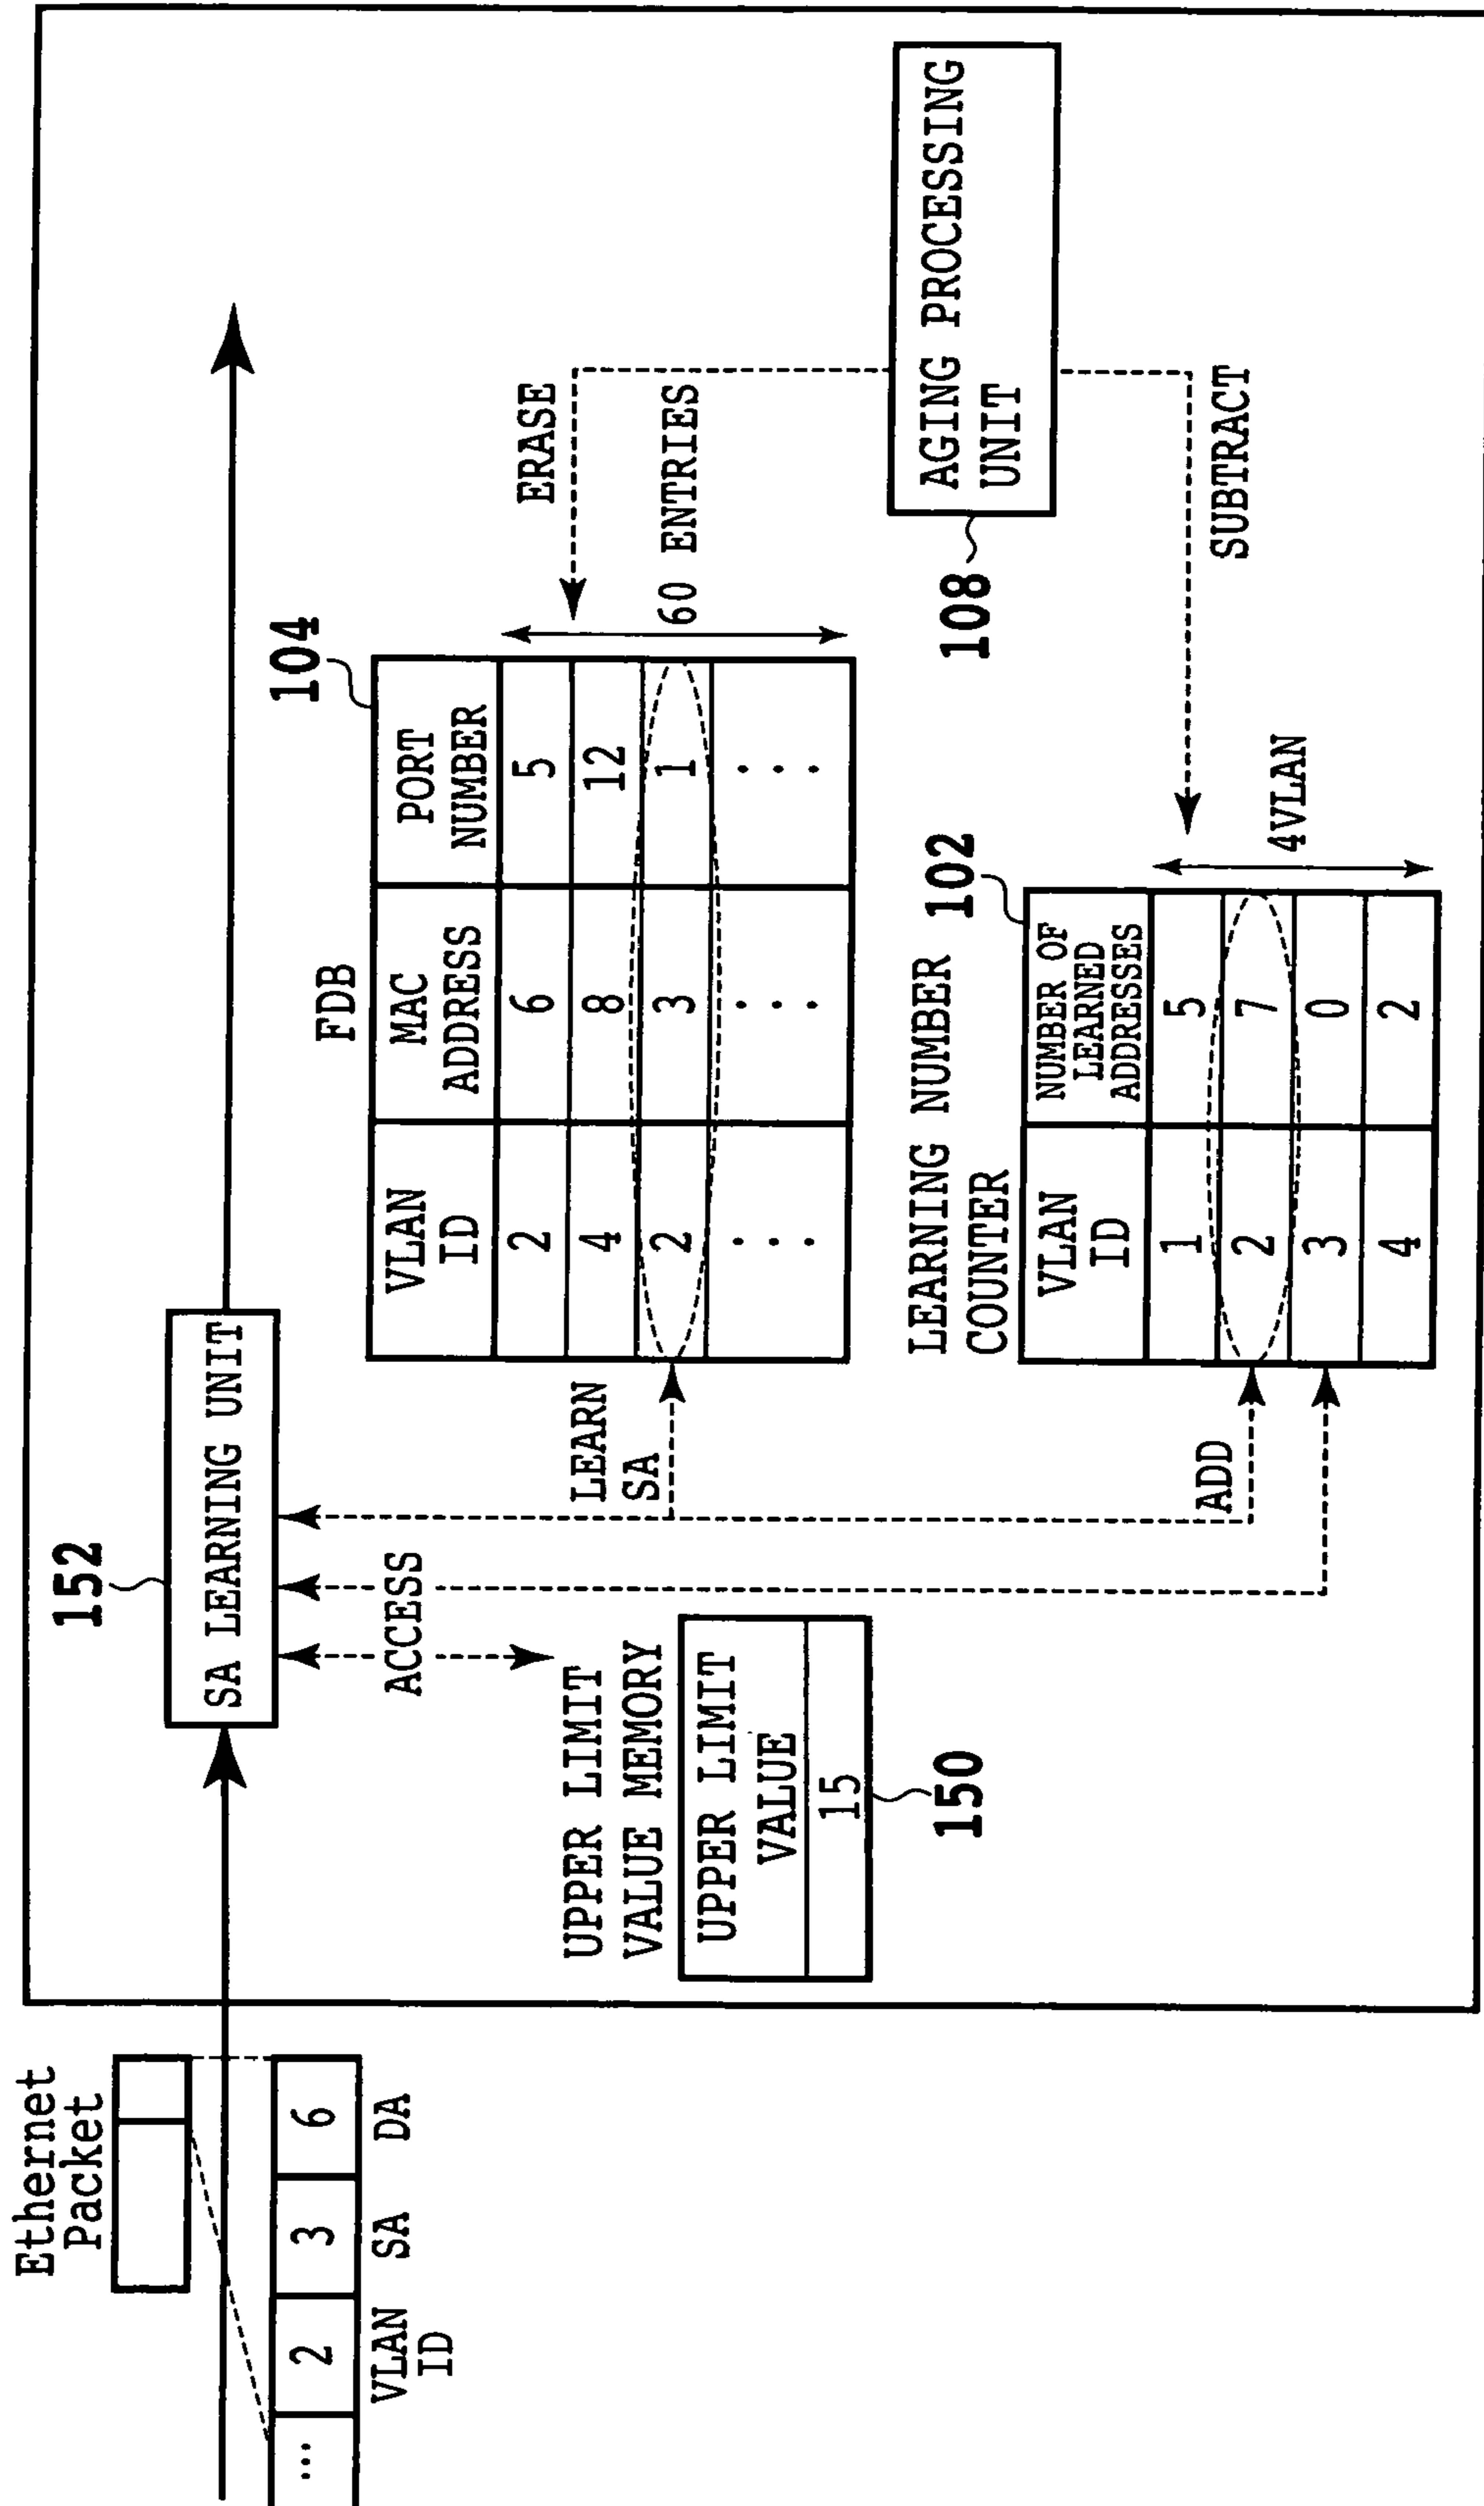 Ethernet
Packet
... 2 3 6
VLAN
ID
SA
DA
152
SA LEARNING UNIT
ACCESS
UPPER LIMIT
VALUE MEMORY
UPPER LIMIT
VALUE
15
150
LEARN
SA
ADD
FDB
104
VLAN
ID
MAC
ADDRESS
PORT
NUMBER
2 6 5
4 8 12
2 3 1
... ... ...
60 ENTRIES
ERASE
LEARNING NUMBER
COUNTER
102
VLAN
ID
NUMBER OF
LEARNED
ADDRESSES
1 5
2 7
3 0
4 2
4VLAN
108
AGING PROCESSING
UNIT
SUBTRACT